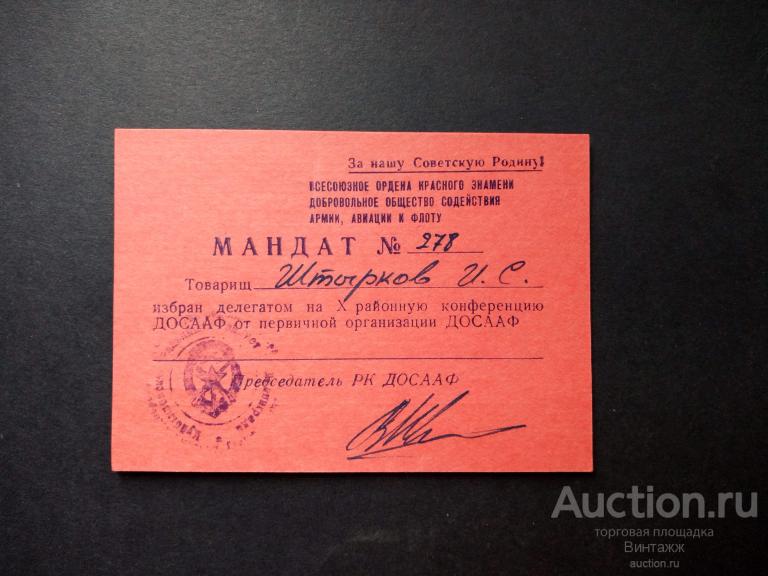 За нашу Советскую Родину!
ВСЕСОЮЗНОЕ ОРДЕНА КРАСНОГО ЗНАМЕНИ
ДОБРОВОЛЬНОЕ ОБЩЕСТВО СОДЕЙСТВИЯ
АРМИИ, АВИАЦИИ И ФЛОТУ
МАНДАТ № 278
Товарищ Штырков И. С.
избран делегатом на X районную конференцию
ДОСААФ от первичной организации ДОСААФ
Председатель РК ДОСААФ
Auction.ru
торговая площадка
Винтажж
auction.ru